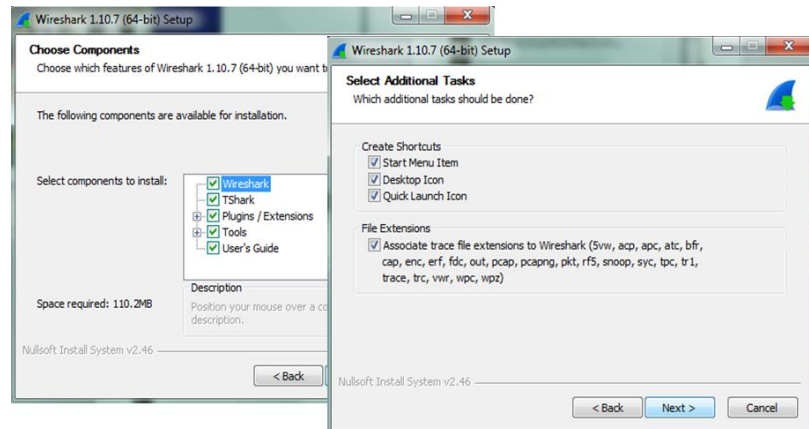 Wireshark 1.10.7 (64-bit) Setup
Choose Components
Choose which features of Wireshark 1.10.7 (64-bit) you want
The following components are available for installation.
Select components to install:
Wireshark
TShark
Plugins / Extensions
Tools
User's Guide
Space required: 110.2MB
Description
Position your mouse over a
description.
Nullsoft Install System v2.46
< Back
Wireshark 1.10.7 (64-bit) Setup
Select Additional Tasks
Which additional tasks should be done?
Create Shortcuts
Start Menu Item
Desktop Icon
Quick Launch Icon
File Extensions
Associate trace file extensions to Wireshark (5vw, acp, apc, atc, bfr,
cap, enc, erf, fdc, out, pcap, pcapng, pkt, rf5, snoop, syc, tpc, tr1,
trace, trc, vwr, wpc, wpz)
Nullsoft Install System v2.46
< Back
Next >
Cancel